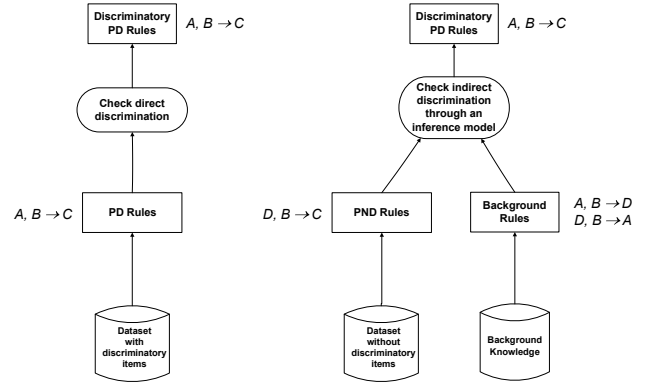 Discriminatory
PD Rules
A, B → C
Check direct
discrimination
A, B → C
PD Rules
Dataset
with
discriminatory
items
Discriminatory
PD Rules
A, B → C
Check indirect
discrimination
through an
inference model
D, B → C
PND Rules
Background
Rules
A, B → D
D, B → A
Dataset
without
discriminatory
items
Background
Knowledge